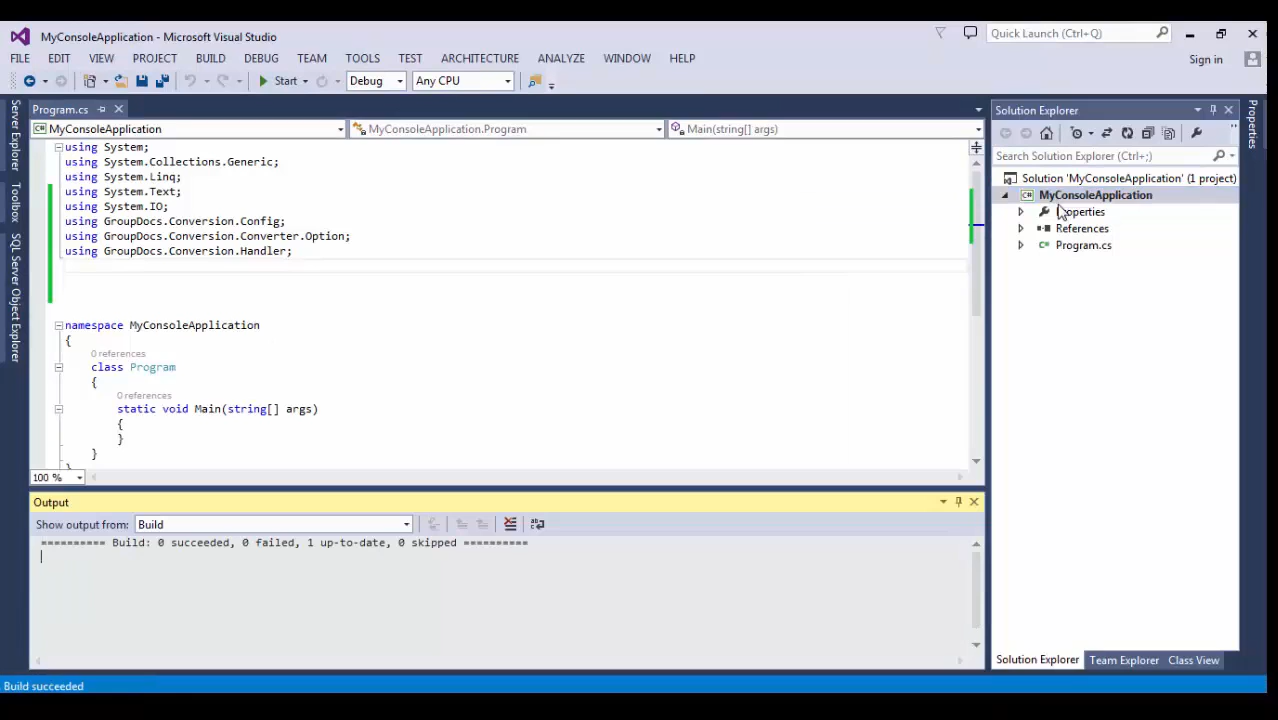 MyConsoleApplication - Microsoft Visual Studio
Quick Launch (Ctrl+Q)
FILE EDIT VIEW PROJECT BUILD DEBUG TEAM TOOLS TEST ARCHITECTURE ANALYZE WINDOW HELP
Sign in
Start Debug Any CPU
Server Explorer
Toolbox
SQL Server Object Explorer
Program.cs
MyConsoleApplication MyConsoleApplication.Program Main(string[] args)
using System;
using System.Collections.Generic;
using System.Linq;
using System.Text;
using System.IO;
using GroupDocs.Conversion.Config;
using GroupDocs.Conversion.Converter.Option;
using GroupDocs.Conversion.Handler;
namespace MyConsoleApplication
{
0 references
class Program
{
0 references
static void Main(string[] args)
{
}
}
}
100 %
Output
Show output from: Build
========== Build: 0 succeeded, 0 failed, 1 up-to-date, 0 skipped ==========
Solution Explorer
Search Solution Explorer (Ctrl+;)
Solution 'MyConsoleApplication' (1 project)
C# MyConsoleApplication
References
C# Program.cs
Solution Explorer Team Explorer Class View
Properties
Build succeeded